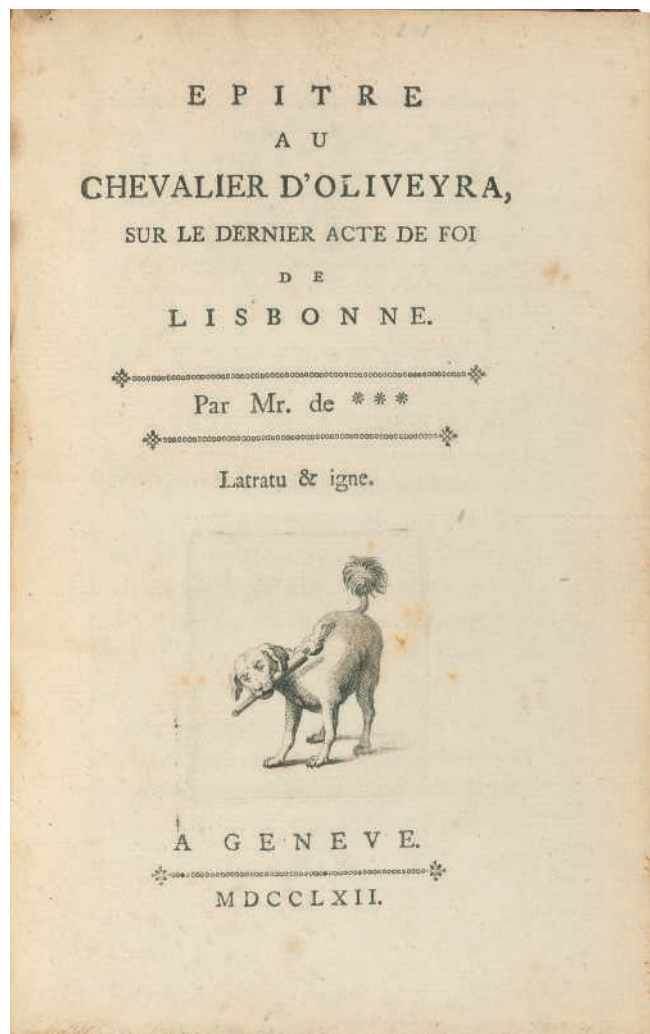 EPITRE
AU
CHEVALIER D'OLIVEYRA,
SUR LE DERNIER ACTE DE FOI
DE
LISBONNE.
Par Mr. de ***
Latratu & igne.
A GENEVE.
MDCCLXII.